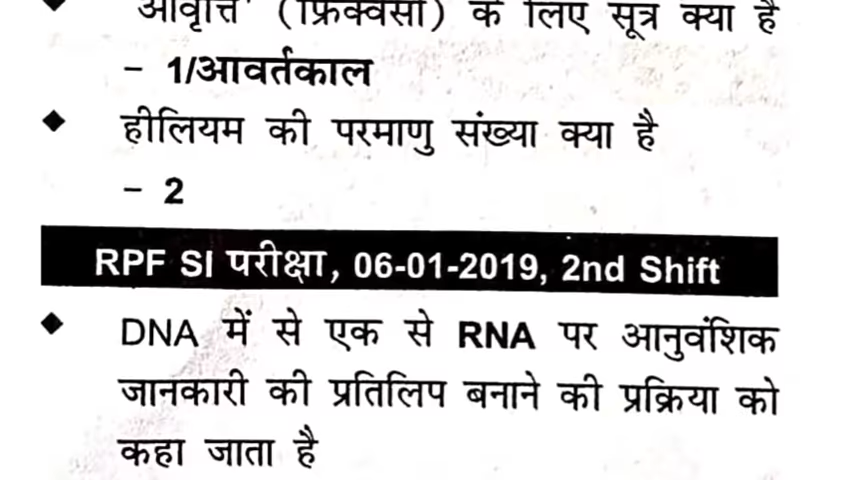 आवृत्ति' (फ्रिक्वेंसी) के लिए सूत्र क्या है
– 1/आवर्तकाल
◆ हीलियम की परमाणु संख्या क्या है
– 2
RPF SI परीक्षा, 06-01-2019, 2nd Shift
◆ DNA में से एक से RNA पर आनुवंशिक
जानकारी की प्रतिलिप बनाने की प्रक्रिया को
कहा जाता है